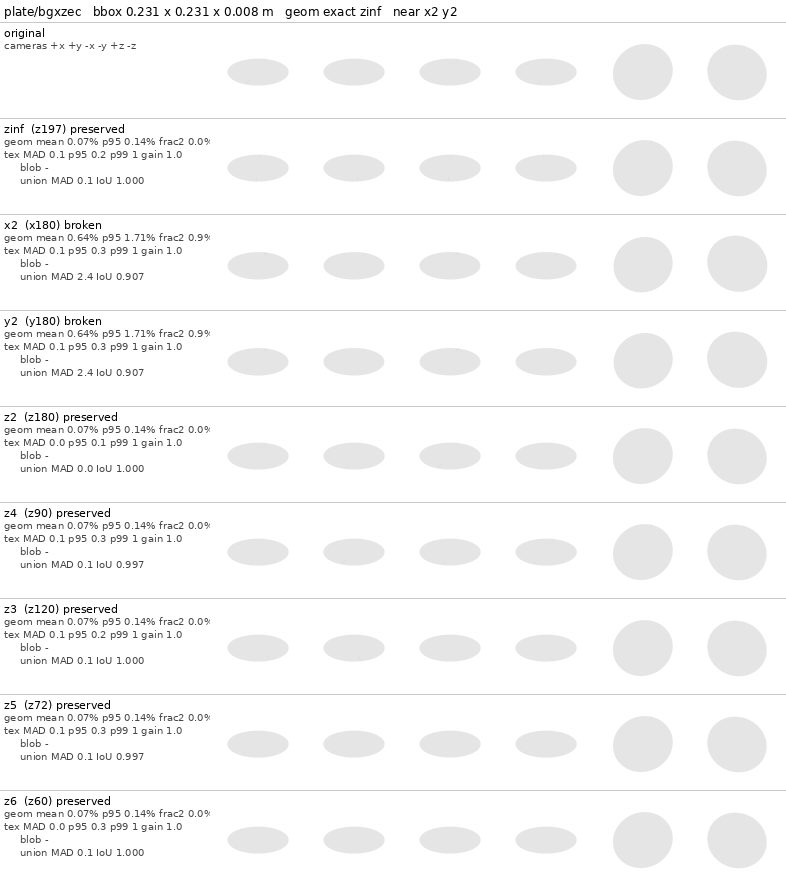 plate/bgxzec bbox 0.231 x 0.231 x 0.008 m geom exact zinf near x2 y2
original
cameras +x +y -x -y +z -z
zinf (z197) preserved
geom mean 0.07% p95 0.14% frac2 0.0%
tex MAD 0.1 p95 0.2 p99 1 gain 1.0
blob -
union MAD 0.1 IoU 1.000
x2 (x180) broken
geom mean 0.64% p95 1.71% frac2 0.9%
tex MAD 0.1 p95 0.3 p99 1 gain 1.0
blob -
union MAD 2.4 IoU 0.907
y2 (y180) broken
geom mean 0.64% p95 1.71% frac2 0.9%
tex MAD 0.1 p95 0.3 p99 1 gain 1.0
blob -
union MAD 2.4 IoU 0.907
z2 (z180) preserved
geom mean 0.07% p95 0.14% frac2 0.0%
tex MAD 0.0 p95 0.1 p99 1 gain 1.0
blob -
union MAD 0.0 IoU 1.000
z4 (z90) preserved
geom mean 0.07% p95 0.14% frac2 0.0%
tex MAD 0.1 p95 0.3 p99 1 gain 1.0
blob -
union MAD 0.1 IoU 0.997
z3 (z120) preserved
geom mean 0.07% p95 0.14% frac2 0.0%
tex MAD 0.1 p95 0.2 p99 1 gain 1.0
blob -
union MAD 0.1 IoU 1.000
z5 (z72) preserved
geom mean 0.07% p95 0.14% frac2 0.0%
tex MAD 0.1 p95 0.3 p99 1 gain 1.0
blob -
union MAD 0.1 IoU 0.997
z6 (z60) preserved
geom mean 0.07% p95 0.14% frac2 0.0%
tex MAD 0.0 p95 0.3 p99 1 gain 1.0
blob -
union MAD 0.1 IoU 1.000